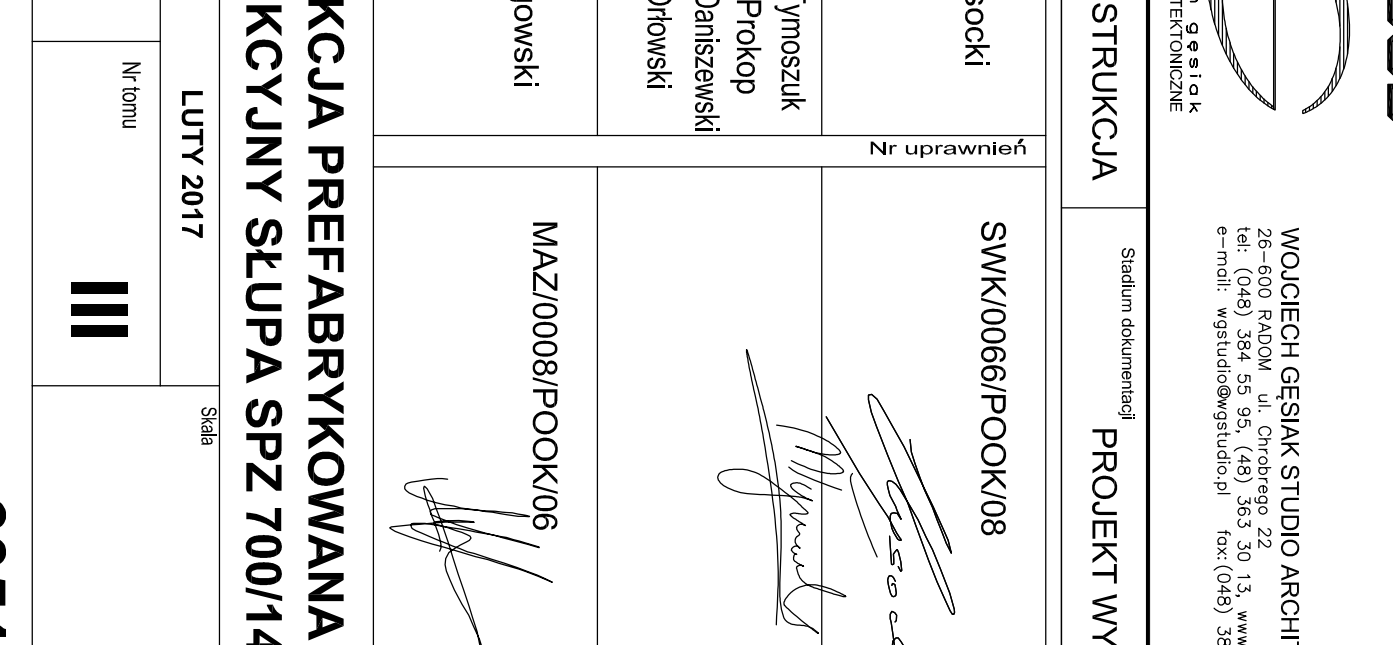 n gęsiak
TEKTONICZNE
WOJCIECH GĘSIAK STUDIO ARCHIT
26-600 RADOM ul. Chrobrego 22
tel: (048) 384 55 95, (48) 363 30 13, www
e-mail: wgstudio@wgstudio.pl fax:(048) 38
STRUKCJA
Stadium dokumentacji
PROJEKT WY
Nr uprawnień
socki
SWK/0066/POOK/08
ymoszuk
Prokop
Daniszewski
Orłowski
gowski
MAZ/0008/POOK/06
KCJA PREFABRYKOWANA
KCYJNY SŁUPA SPZ 700/14
LUTY 2017
Skala
Nr tomu
III